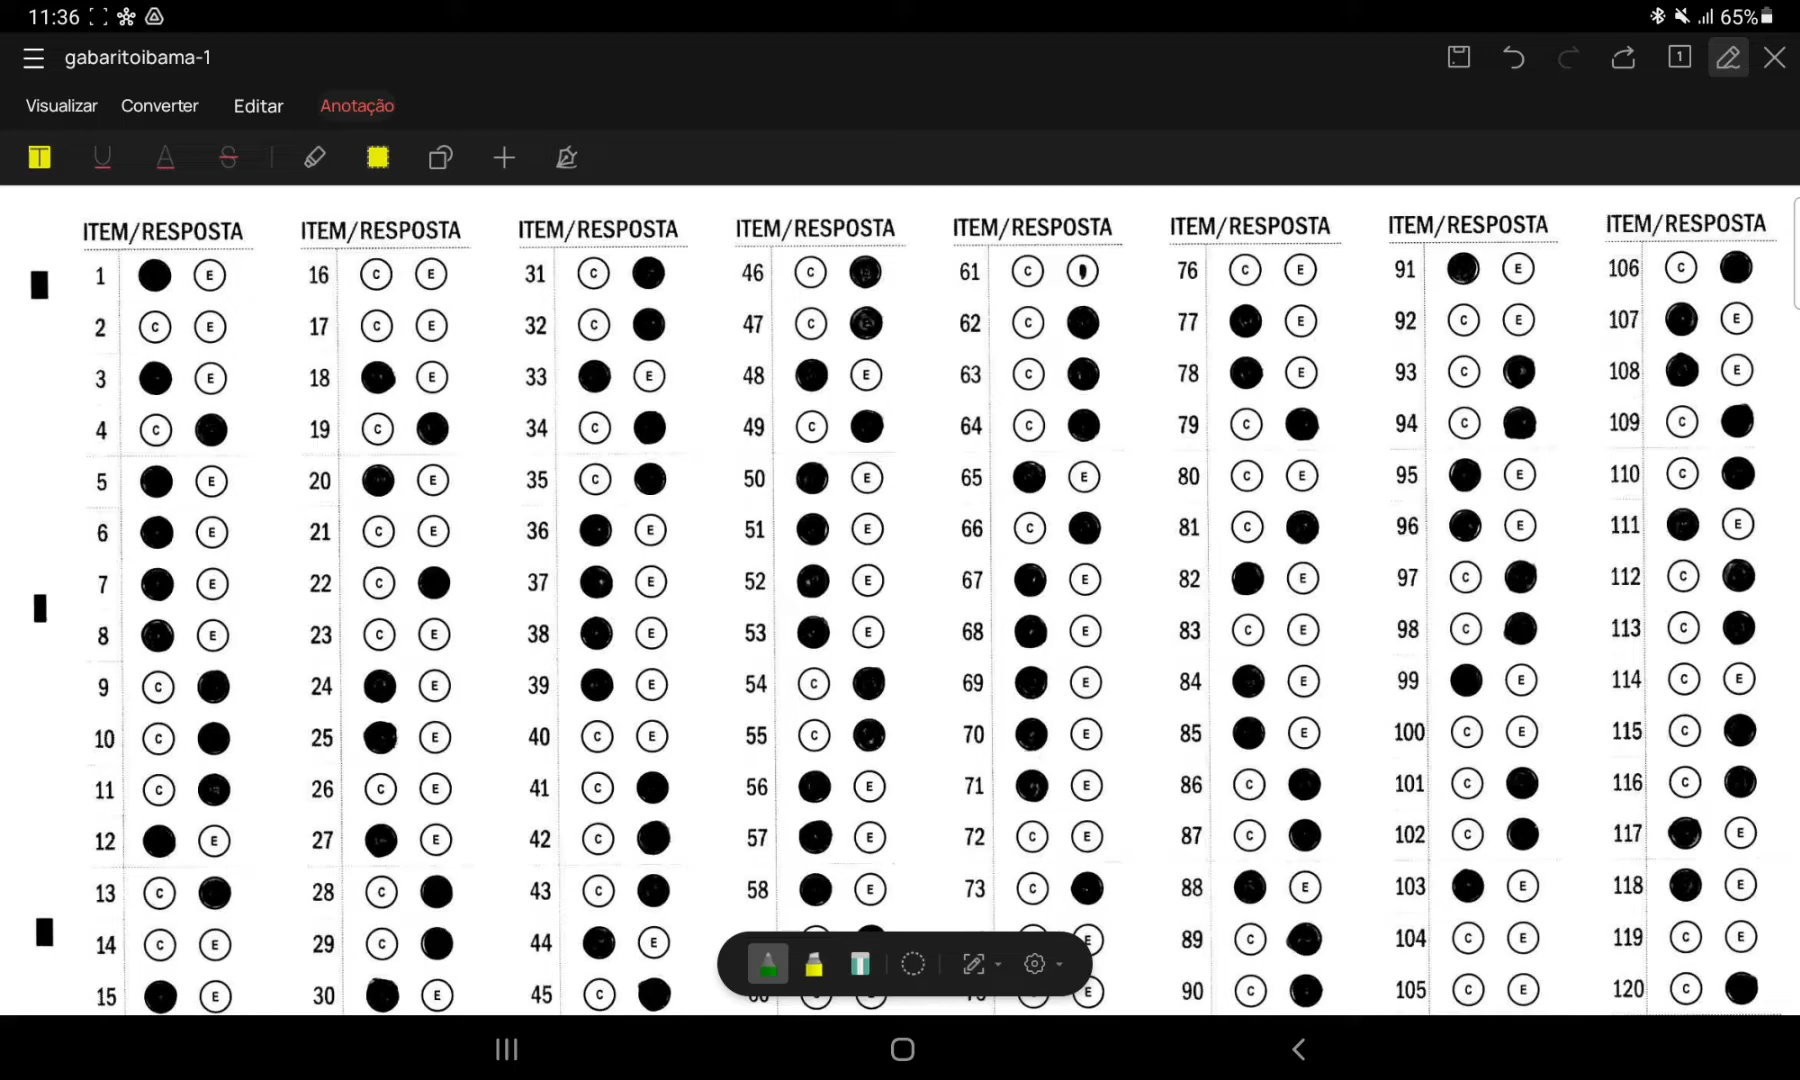 11:36
65%
gabaritoibama-1
1
Visualizar Converter Editar Anotação
T U A S
ITEM/RESPOSTA ITEM/RESPOSTA ITEM/RESPOSTA ITEM/RESPOSTA ITEM/RESPOSTA ITEM/RESPOSTA ITEM/RESPOSTA ITEM/RESPOSTA
1 E 16 C E 31 C 46 C 61 C 76 C E 91 E 106 C
2 C E 17 C E 32 C 47 C E 62 C 77 E 92 C E 107 E
3 E 18 E 33 E 48 E 63 C 78 E 93 C 108 E
4 C 19 C 34 C 49 C 64 C 79 C 94 C 109 C
5 E 20 E 35 C 50 E 65 E 80 C E 95 E 110 C
6 E 21 C E 36 E 51 E 66 C 81 C 96 E 111 E
7 E 22 C 37 E 52 E 67 E 82 E 97 C 112 C
8 E 23 C E 38 E 53 E 68 E 83 C E 98 C 113 C
9 C 24 E 39 E 54 C 69 E 84 E 99 E 114 C E
10 C 25 E 40 C E 55 C 70 E 85 E 100 C E 115 C
11 C 26 C E 41 C 56 E 71 E 86 C 101 C 116 C
12 E 27 E 42 C 57 E 72 C E 87 C 102 C 117 E
13 C 28 C 43 C 58 E 73 C 88 E 103 E 118 E
14 C E 29 C 44 E E 89 C 104 C E 119 C E
15 E 30 E 45 C E 90 C 105 C E 120 C